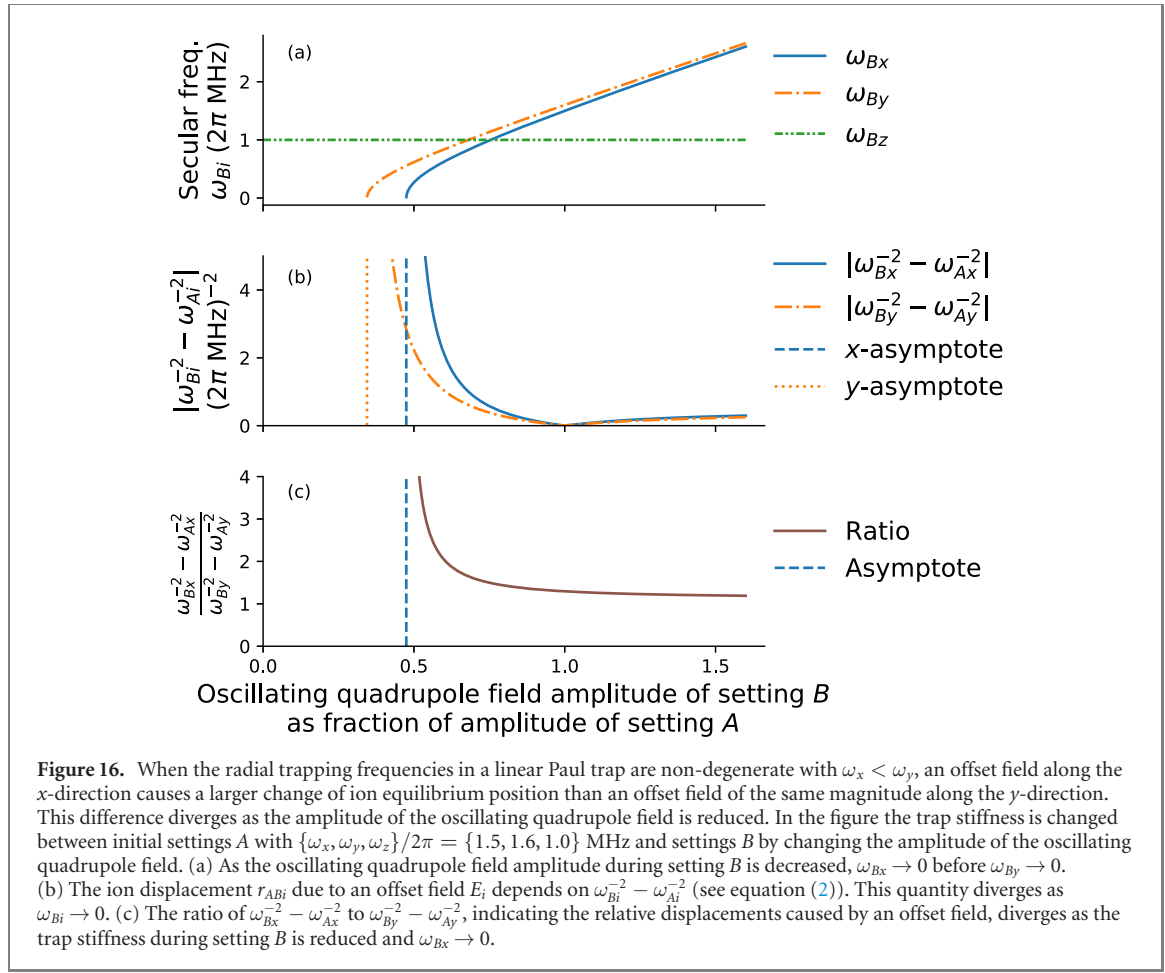 (a)
Secular freq.
ω_Bi (2π MHz)
2
1
0
ω_Bx
ω_By
ω_Bz
(b)
|ω_Bi^−2 − ω_Ai^−2|
(2π MHz)^−2
4
2
0
|ω_Bx^−2 − ω_Ax^−2|
|ω_By^−2 − ω_Ay^−2|
x-asymptote
y-asymptote
(c)
ω_Bx^−2 − ω_Ax^−2
ω_By^−2 − ω_Ay^−2
4
3
2
1
0
Ratio
Asymptote
0.0 0.5 1.0 1.5
Oscillating quadrupole field amplitude of setting B
as fraction of amplitude of setting A
Figure 16. When the radial trapping frequencies in a linear Paul trap are non-degenerate with ω_x < ω_y, an offset field along the
x-direction causes a larger change of ion equilibrium position than an offset field of the same magnitude along the y-direction.
This difference diverges as the amplitude of the oscillating quadrupole field is reduced. In the figure the trap stiffness is changed
between initial settings A with {ω_x, ω_y, ω_z}/2π = {1.5, 1.6, 1.0} MHz and settings B by changing the amplitude of the oscillating
quadrupole field. (a) As the oscillating quadrupole field amplitude during setting B is decreased, ω_Bx → 0 before ω_By → 0.
(b) The ion displacement r_ABi due to an offset field E_i depends on ω_Bi^−2 − ω_Ai^−2 (see equation (2)). This quantity diverges as
ω_Bi → 0. (c) The ratio of ω_Bx^−2 − ω_Ax^−2 to ω_By^−2 − ω_Ay^−2, indicating the relative displacements caused by an offset field, diverges as the
trap stiffness during setting B is reduced and ω_Bx → 0.